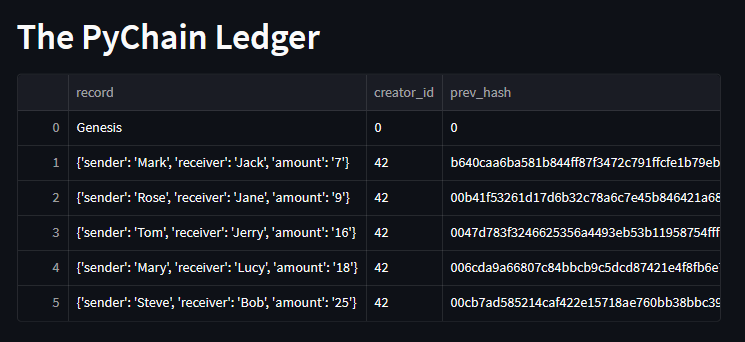 The PyChain Ledger
record creator_id prev_hash
0 Genesis 0 0
1 {'sender': 'Mark', 'receiver': 'Jack', 'amount': '7'} 42 b640caa6ba581b844ff87f3472c791ffcfe1b79eb
2 {'sender': 'Rose', 'receiver': 'Jane', 'amount': '9'} 42 00b41f53261d17d6b32c78a6c7e45b846421a68
3 {'sender': 'Tom', 'receiver': 'Jerry', 'amount': '16'} 42 0047d783f3246625356a4493eb53b11958754fff
4 {'sender': 'Mary', 'receiver': 'Lucy', 'amount': '18'} 42 006cda9a66807c84bbcb9c5dcd87421e4f8fb6e7
5 {'sender': 'Steve', 'receiver': 'Bob', 'amount': '25'} 42 00cb7ad585214caf422e15718ae760bb38bbc39